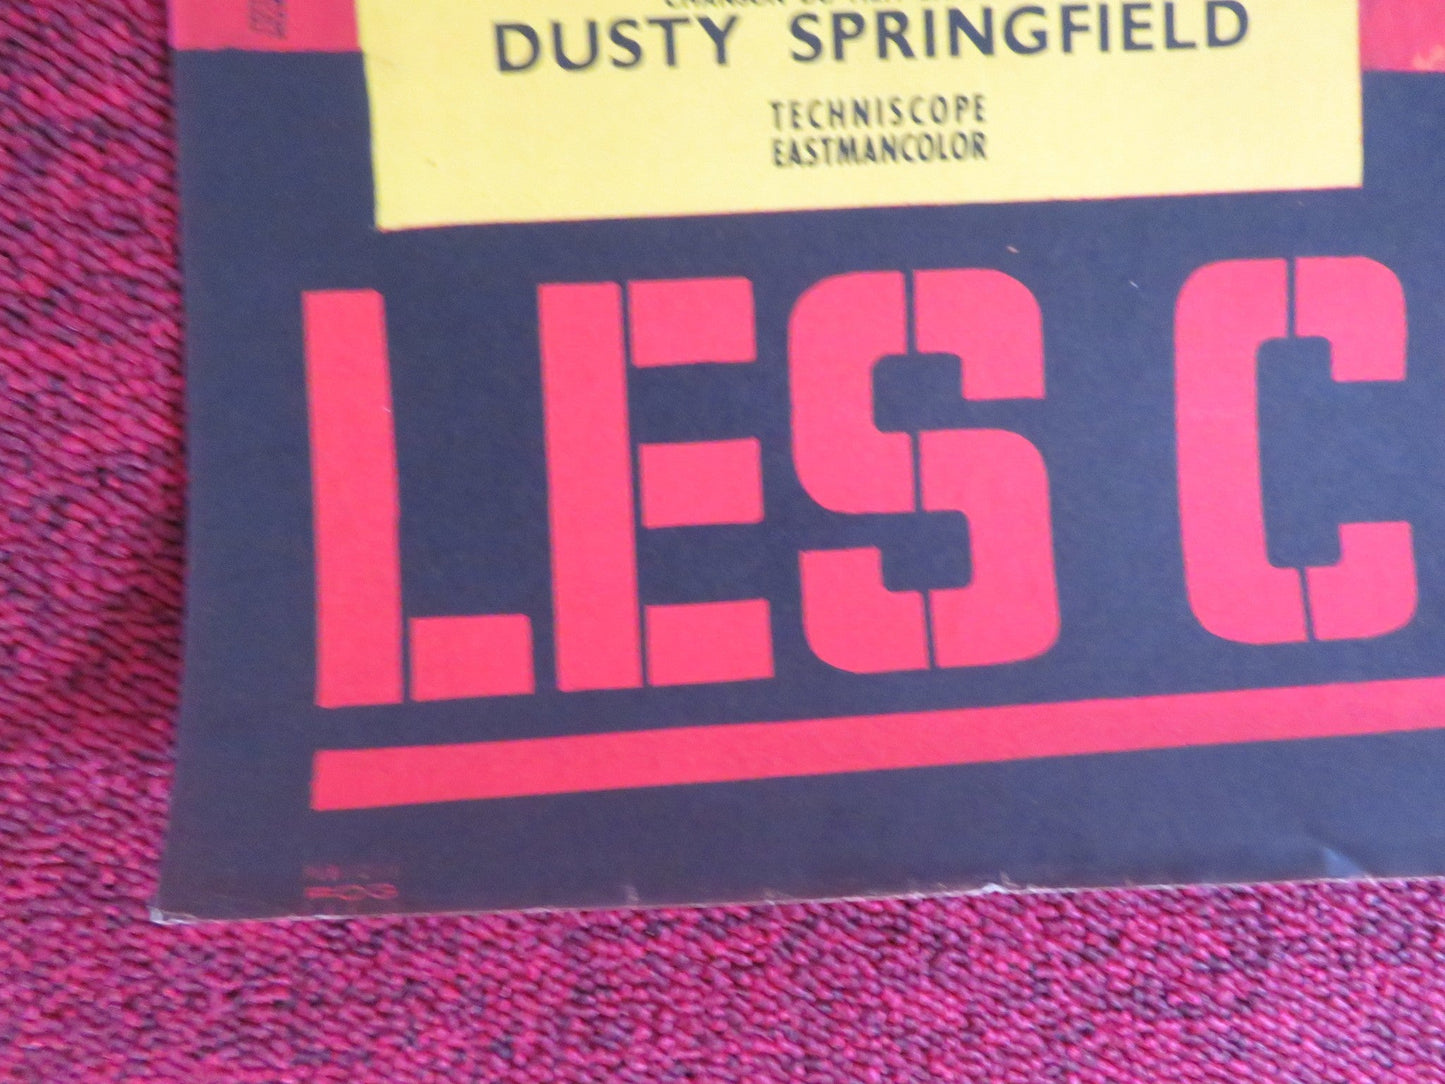 DUSTY SPRINGFIELD
TECHNISCOPE
EASTMANCOLOR
LES C